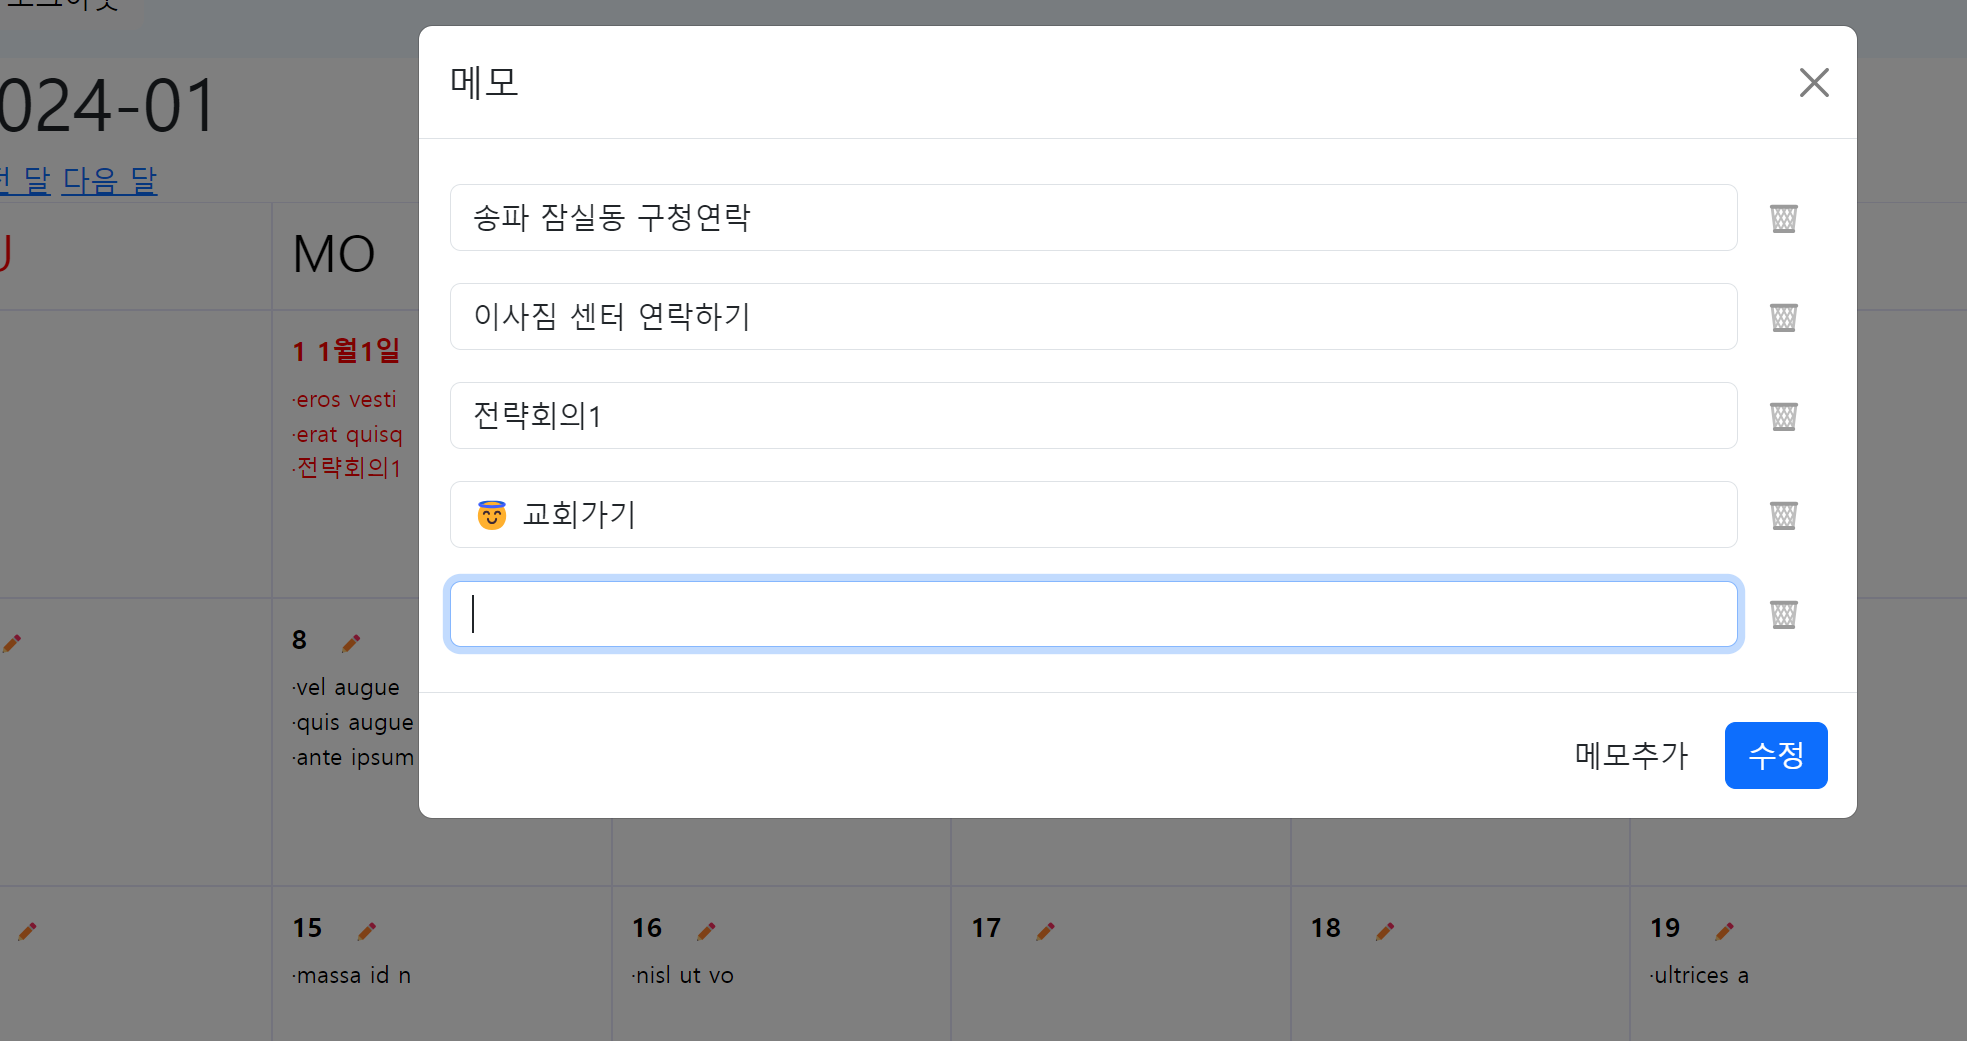 메모
024-01
달 다음 달
MO
1 1월1일
·eros vesti
·erat quisq
·전략회의1
송파 잠실동 구청연락
이사짐 센터 연락하기
전략회의1
😇 교회가기
메모추가 수정
8
·vel augue
·quis augue
·ante ipsum
15
·massa id n
16
·nisl ut vo
17
18
19
·ultrices a